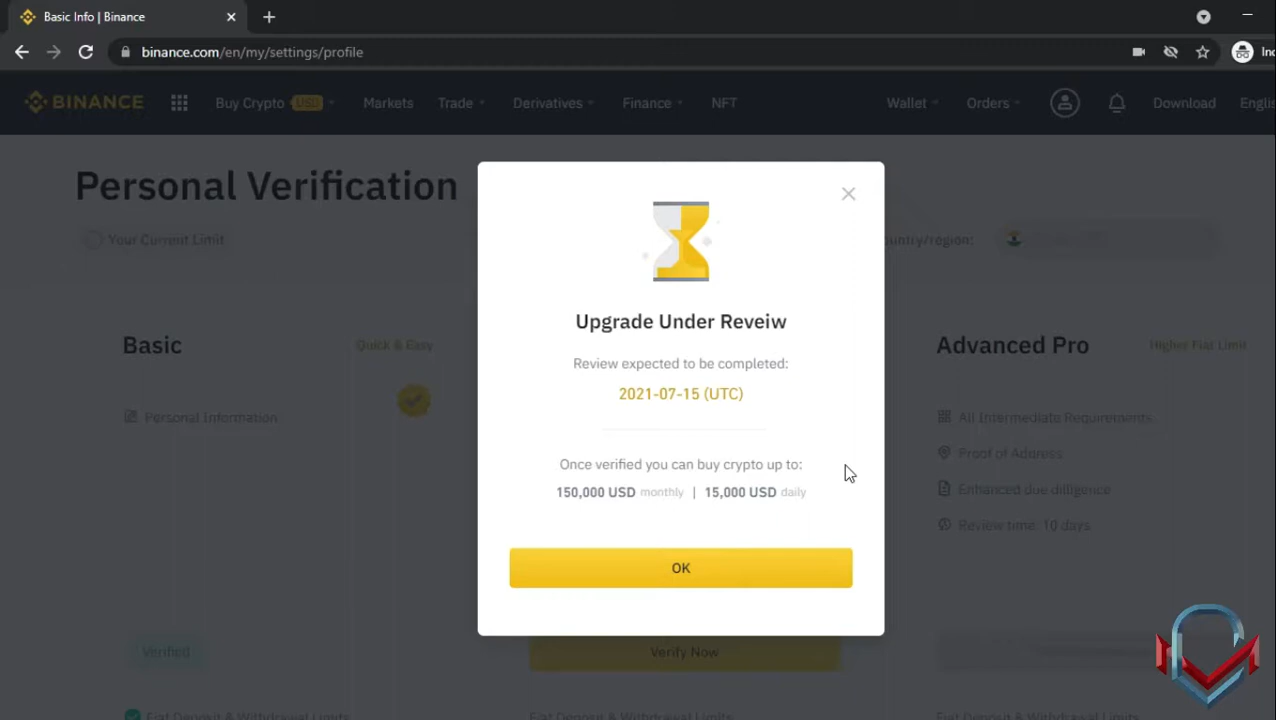 Basic Info | Binance
binance.com/en/my/settings/profile
BINANCE Buy Crypto USD Markets Trade Derivatives Finance NFT Wallet Orders Download
Personal Verification
Your Current Limit
Upgrade Under Reveiw
Review expected to be completed:
2021-07-15 (UTC)
Once verified you can buy crypto up to:
150,000 USD monthly | 15,000 USD daily
OK
Basic Quick & Easy
Personal Information
Verified
Fiat Deposit & Withdrawal Limits
Verify Now
Fiat Deposit & Withdrawal Limits
Advanced Pro Higher Fiat Limit
All Intermediate Requirements
Proof of Address
Enhanced due diligence
Review time: 10 days
Fiat Deposit & Withdrawal Limits